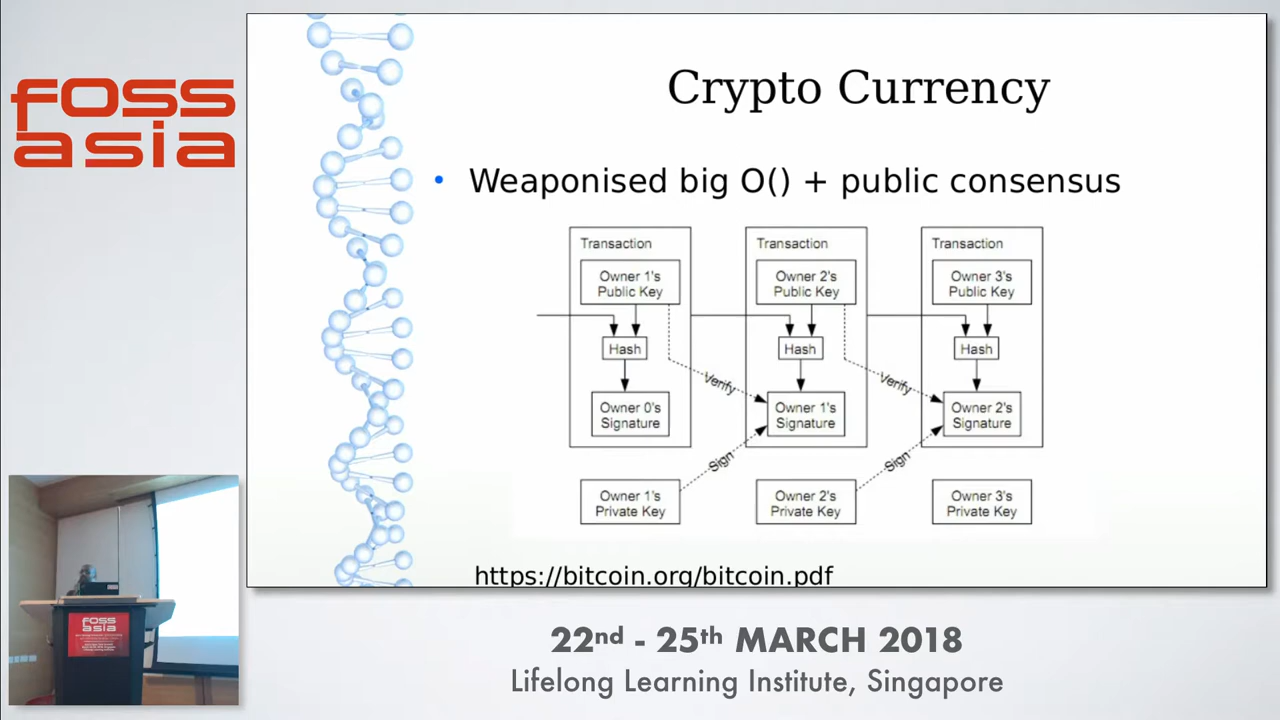 foss
asia
Crypto Currency
• Weaponised big O() + public consensus
Transaction
Owner 1's
Public Key
Hash
Owner 0's
Signature
Transaction
Owner 2's
Public Key
Hash
Owner 1's
Signature
Transaction
Owner 3's
Public Key
Hash
Owner 2's
Signature
Verify
Verify
Sign
Sign
Owner 1's
Private Key
Owner 2's
Private Key
Owner 3's
Private Key
https://bitcoin.org/bitcoin.pdf
foss
asia
22nd - 25th MARCH 2018
Lifelong Learning Institute, Singapore